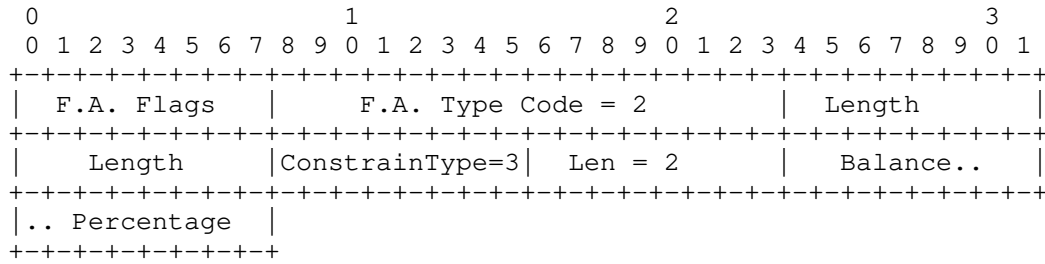 0                   1                   2                   3
 0 1 2 3 4 5 6 7 8 9 0 1 2 3 4 5 6 7 8 9 0 1 2 3 4 5 6 7 8 9 0 1
+-+-+-+-+-+-+-+-+-+-+-+-+-+-+-+-+-+-+-+-+-+-+-+-+-+-+-+-+-+-+-+-+
|  F.A. Flags   |     F.A. Type Code = 2        |  Length       |
+-+-+-+-+-+-+-+-+-+-+-+-+-+-+-+-+-+-+-+-+-+-+-+-+-+-+-+-+-+-+-+-+
|    Length     |ConstrainType=3|  Len = 2      |   Balance..   |
+-+-+-+-+-+-+-+-+-+-+-+-+-+-+-+-+-+-+-+-+-+-+-+-+-+-+-+-+-+-+-+-+
|.. Percentage  |
+-+-+-+-+-+-+-+-+